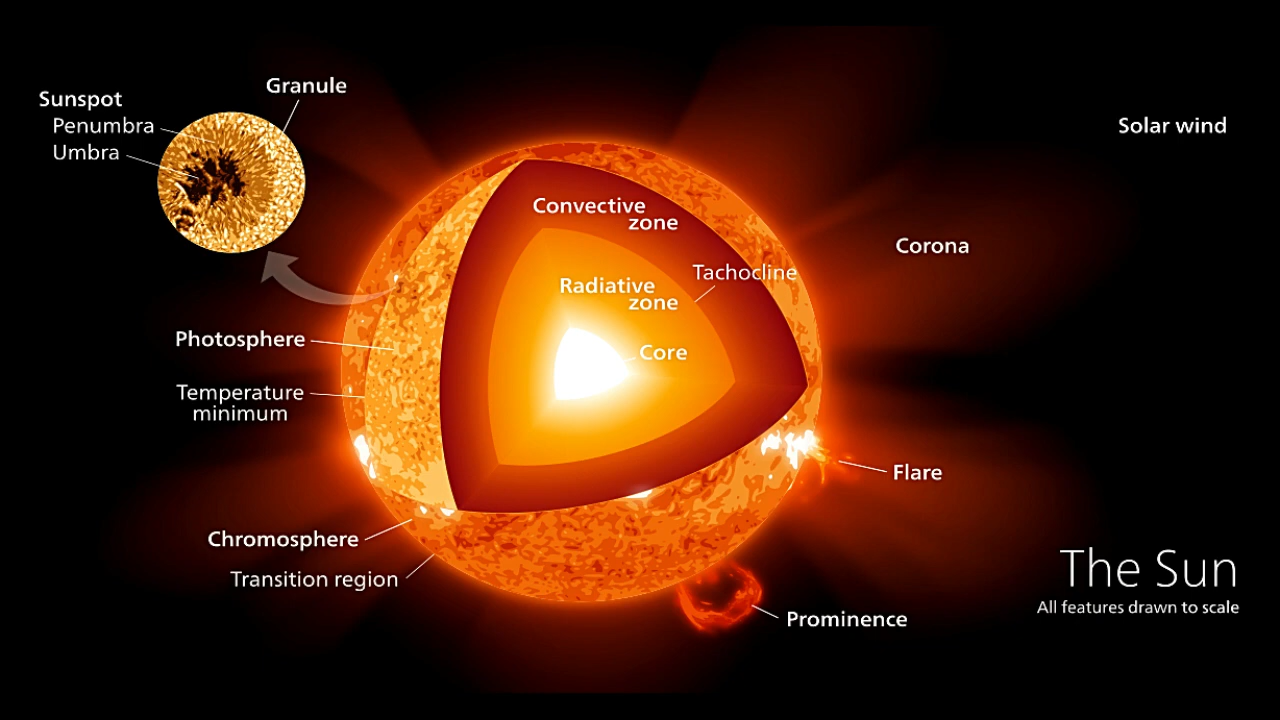 Granule
Sunspot
Penumbra
Umbra
Solar wind
Convective
zone
Corona
Tachocline
Radiative
zone
Photosphere
Core
Temperature
minimum
Flare
Chromosphere
Transition region
The Sun
All features drawn to scale
Prominence